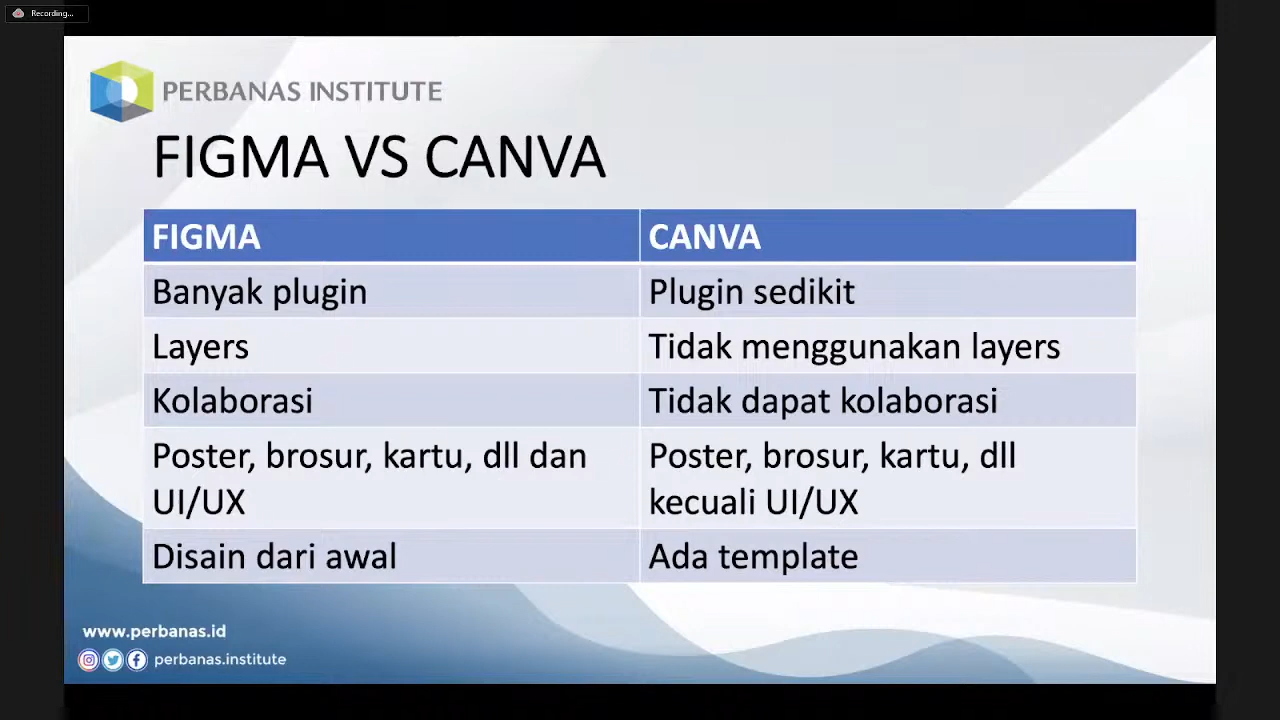 Recording...
PERBANAS INSTITUTE
FIGMA VS CANVA
FIGMA
CANVA
Banyak plugin
Plugin sedikit
Layers
Tidak menggunakan layers
Kolaborasi
Tidak dapat kolaborasi
Poster, brosur, kartu, dll dan
UI/UX
Poster, brosur, kartu, dll
kecuali UI/UX
Disain dari awal
Ada template
www.perbanas.id
perbanas.institute